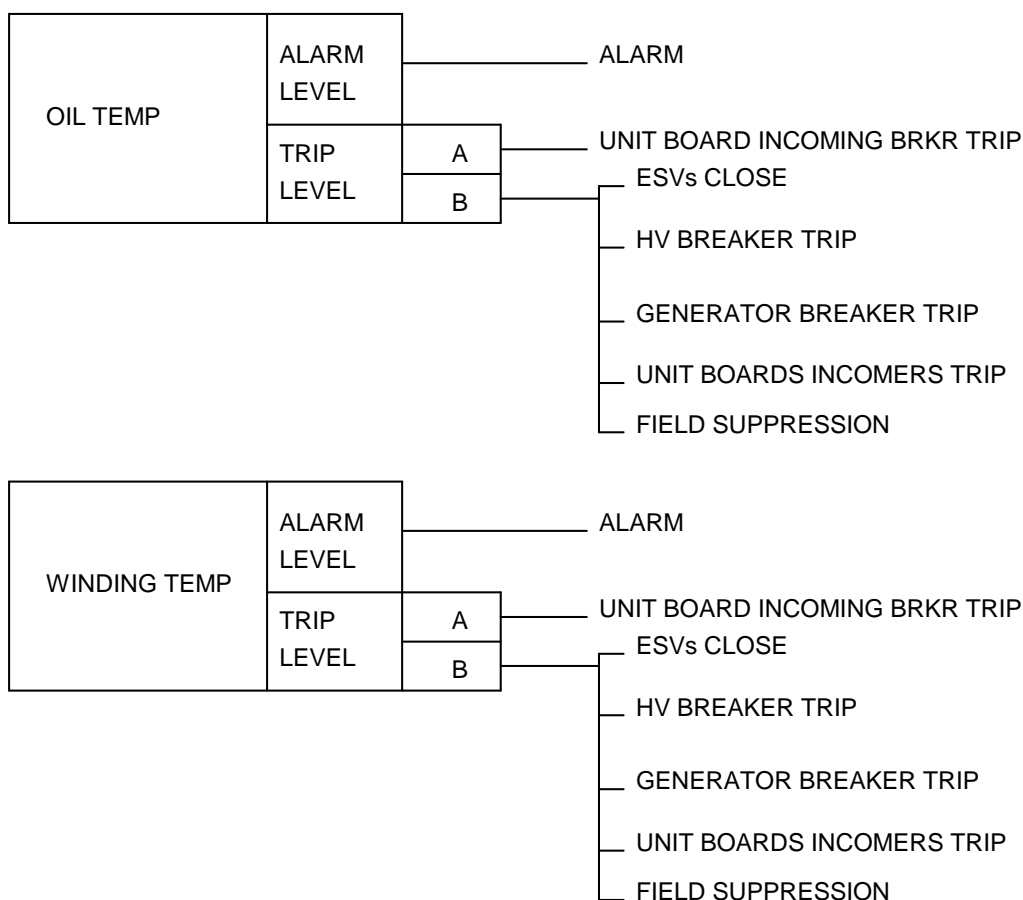 OIL TEMP
ALARM
LEVEL
ALARM
TRIP
LEVEL
A
UNIT BOARD INCOMING BRKR TRIP
B
ESVs CLOSE
HV BREAKER TRIP
GENERATOR BREAKER TRIP
UNIT BOARDS INCOMERS TRIP
FIELD SUPPRESSION
WINDING TEMP
ALARM
LEVEL
ALARM
TRIP
LEVEL
A
UNIT BOARD INCOMING BRKR TRIP
B
ESVs CLOSE
HV BREAKER TRIP
GENERATOR BREAKER TRIP
UNIT BOARDS INCOMERS TRIP
FIELD SUPPRESSION